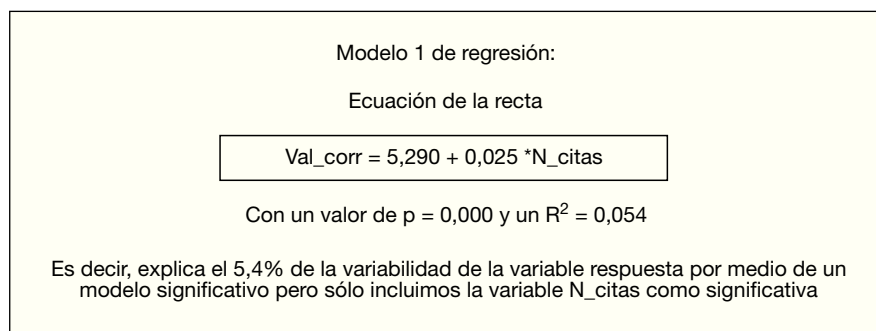 Modelo 1 de regresión:
Ecuación de la recta
Val_corr = 5,290 + 0,025 *N_citas
Con un valor de p = 0,000 y un R² = 0,054
Es decir, explica el 5,4% de la variabilidad de la variable respuesta por medio de un
modelo significativo pero sólo incluimos la variable N_citas como significativa